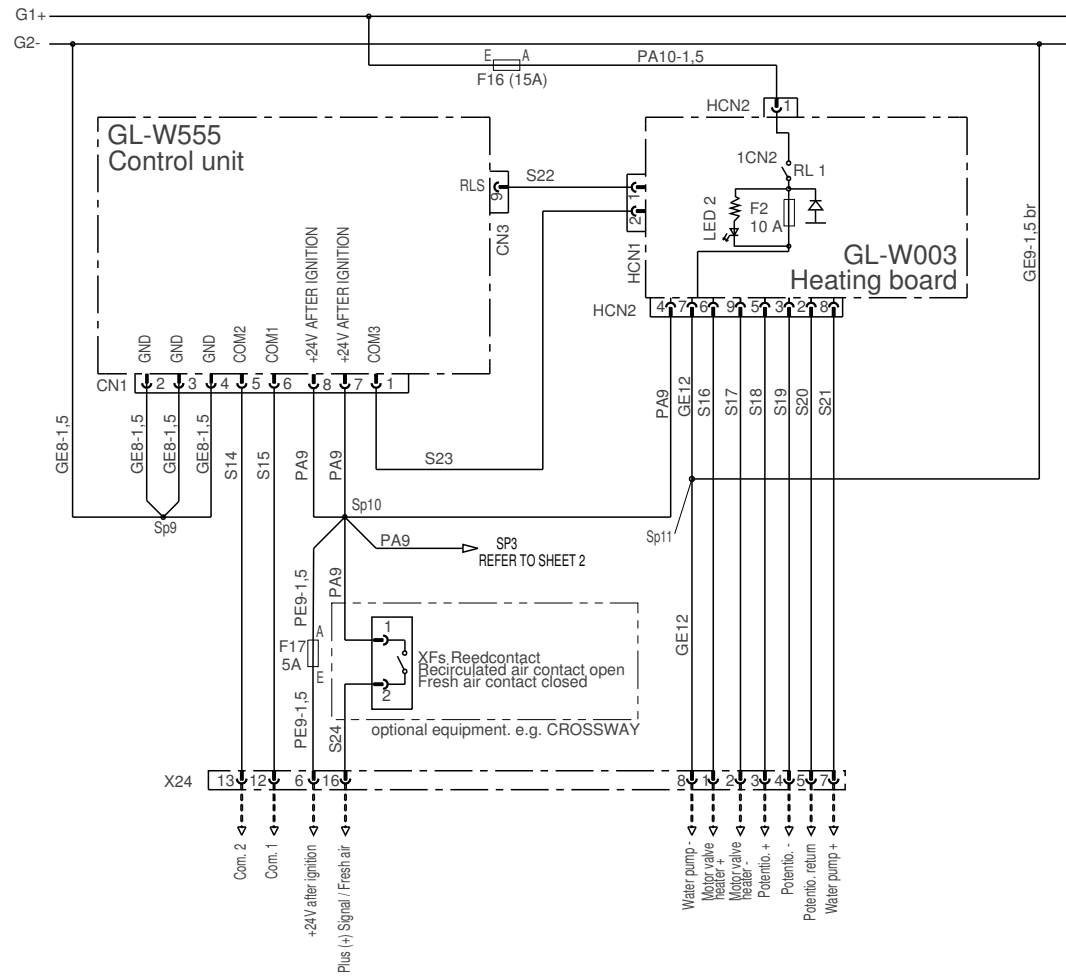 G1+
G2-
E A
PA10-1,5
F16 (15A)
HCN2
1
GL-W555
Control unit
RLS
9
CN3
S22
1
2
HCN1
1CN2
RL 1
LED 2
F2
10 A
GL-W003
Heating board
GE9-1,5 br
GND
GND
GND
COM2
COM1
+24V AFTER IGNITION
+24V AFTER IGNITION
COM3
CN1
2 3 4 5 6 8 7 1
HCN2
4 7 6 9 5 3 2 8
GE8-1,5
GE8-1,5
GE8-1,5
GE8-1,5
S14
S15
PA9
PA9
S23
PA9
GE12
S16
S17
S18
S19
S20
S21
Sp9
Sp10
Sp11
PA9
SP3
REFER TO SHEET 2
PE9-1,5
PA9
A
F17
5A
E
1
2
XFs Reedcontact
Recirculated air contact open
Fresh air contact closed
optional equipment. e.g. CROSSWAY
PE9-1,5
S24
GE12
X24
13 12 6 16 8 1 2 3 4 5 7
Com. 2
Com. 1
+24V after ignition
Plus (+) Signal / Fresh air
Water pump -
Motor valve
heater +
Motor valve
heater -
Potentio. +
Potentio. -
Potentio. return
Water pump +